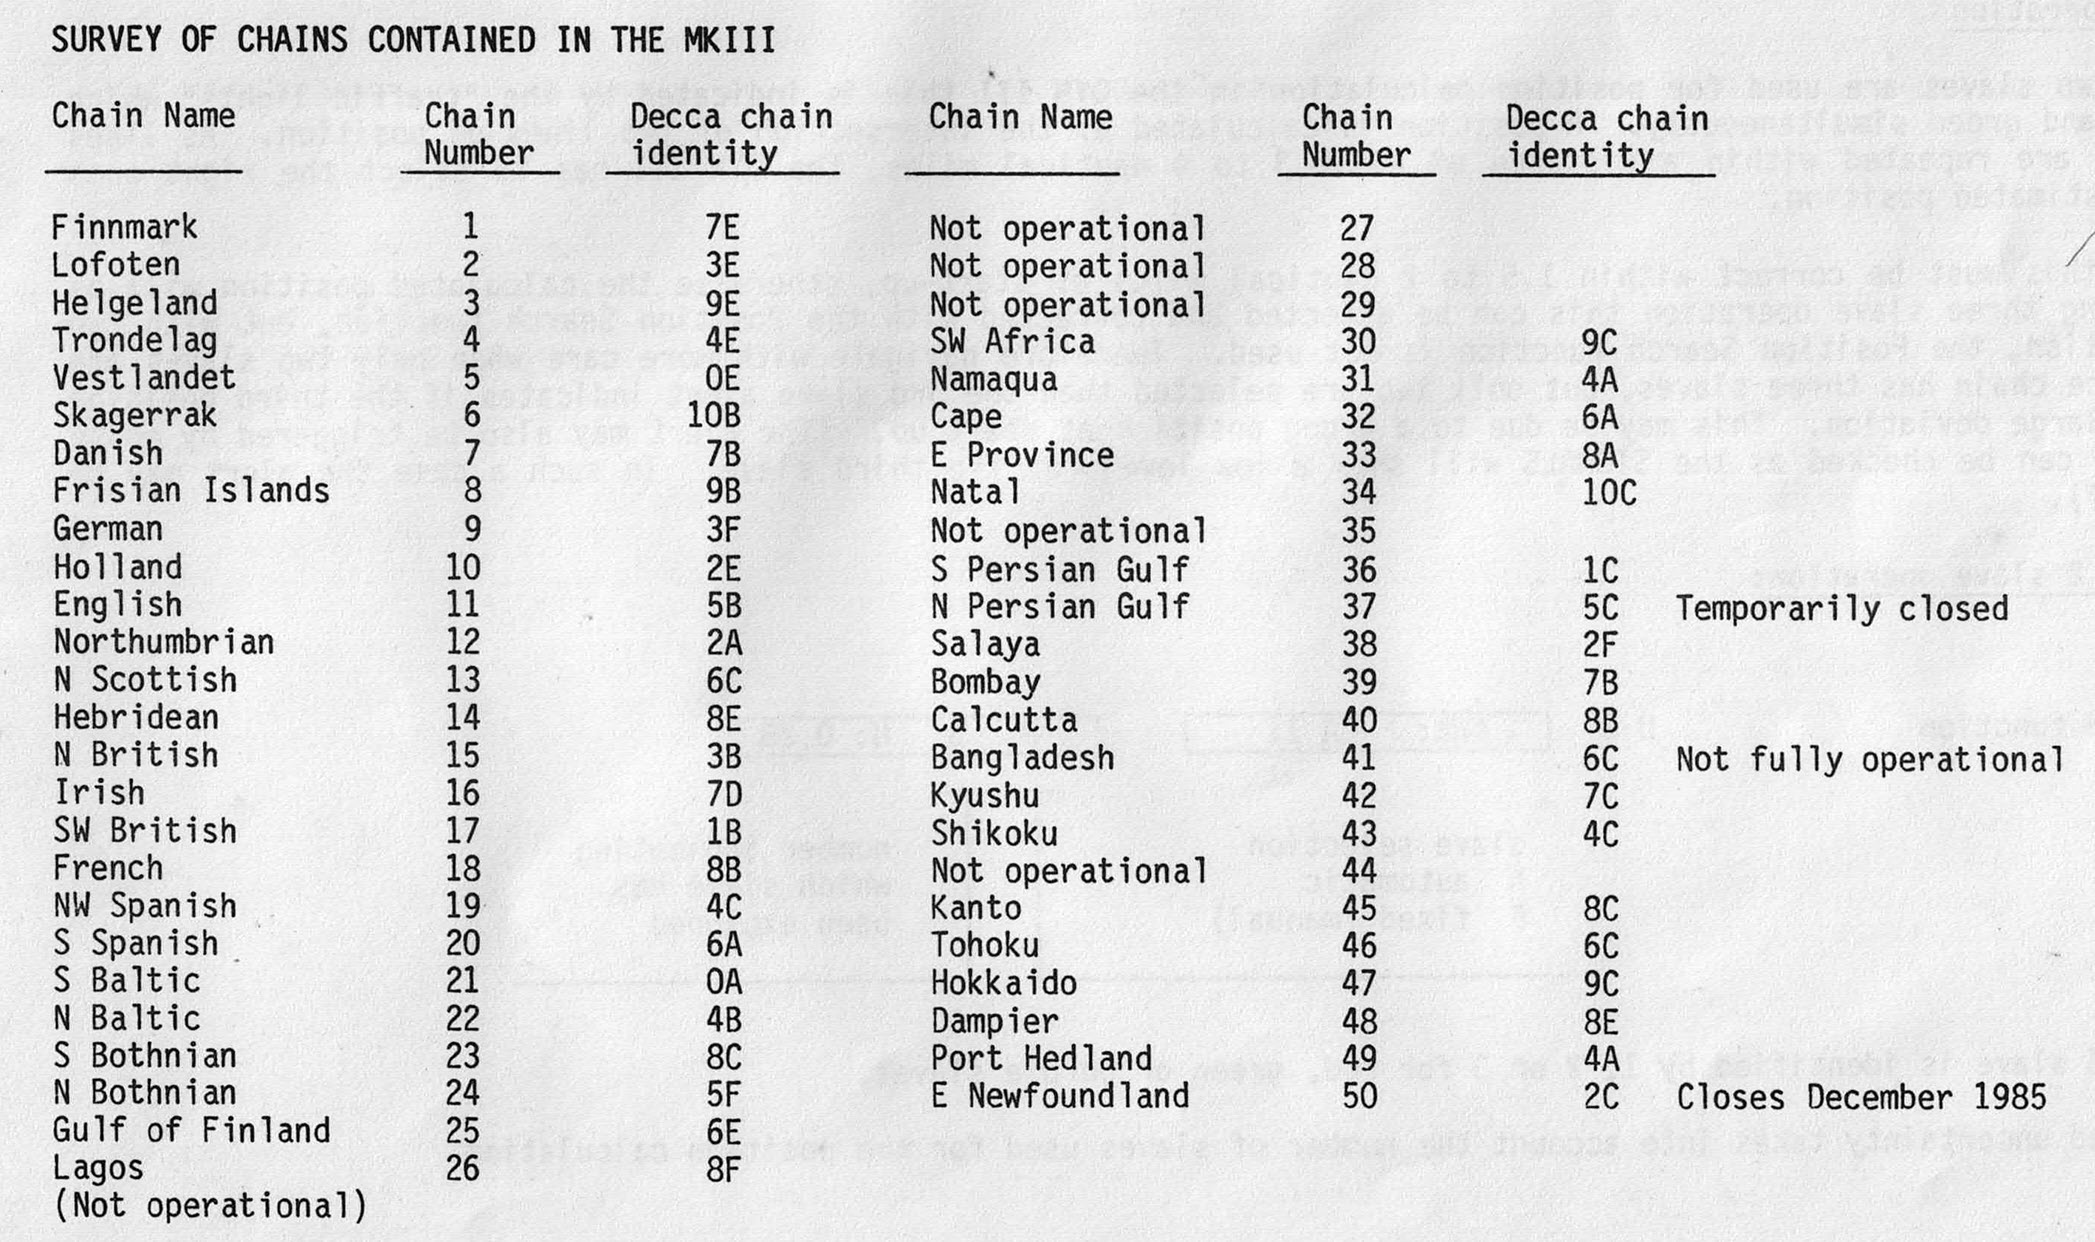 SURVEY OF CHAINS CONTAINED IN THE MKIII
Chain Name Chain Number Decca chain identity Chain Name Chain Number Decca chain identity
Finnmark 1 7E Not operational 27
Lofoten 2 3E Not operational 28
Helgeland 3 9E Not operational 29
Trondelag 4 4E SW Africa 30 9C
Vestlandet 5 0E Namaqua 31 4A
Skagerrak 6 10B Cape 32 6A
Danish 7 7B E Province 33 8A
Frisian Islands 8 9B Natal 34 10C
German 9 3F Not operational 35
Holland 10 2E S Persian Gulf 36 1C
English 11 5B N Persian Gulf 37 5C Temporarily closed
Northumbrian 12 2A Salaya 38 2F
N Scottish 13 6C Bombay 39 7B
Hebridean 14 8E Calcutta 40 8B
N British 15 3B Bangladesh 41 6C Not fully operational
Irish 16 7D Kyushu 42 7C
SW British 17 1B Shikoku 43 4C
French 18 8B Not operational 44
NW Spanish 19 4C Kanto 45 8C
S Spanish 20 6A Tohoku 46 6C
S Baltic 21 0A Hokkaido 47 9C
N Baltic 22 4B Dampier 48 8E
S Bothnian 23 8C Port Hedland 49 4A
N Bothnian 24 5F E Newfoundland 50 2C Closes December 1985
Gulf of Finland 25 6E
Lagos 26 8F
(Not operational)